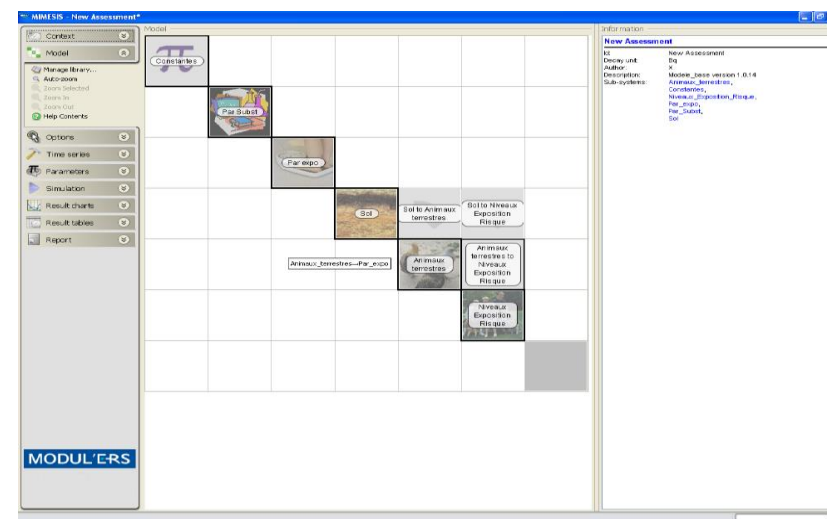 MIMESIS - New Assessment*
Context
Model
Manage library...
Auto-zoom
Zoom Selected
Zoom In
Zoom Out
Help Contents
Options
Time series
Parameters
Simulation
Result charts
Result tables
Report
MODUL'ERS
Model
Constantes
Par Subst
Par expo
Sol
Sol to Animaux
terrestres
Sol to Niveaux
Exposition
Risque
Animaux_terrestres→Par_expo
Animaux
terrestres
Animaux
terrestres to
Niveaux
Exposition
Risque
Niveaux
Exposition
Risque
Information
New Assessment
Id: New Assessment
Decay unit: Bq
Author: X
Description: Modele_base version 1.0.14
Sub-systems: Animaux_terrestres,
Constantes,
Niveaux_Exposition_Risque,
Par_expo,
Par_Subst,
Sol